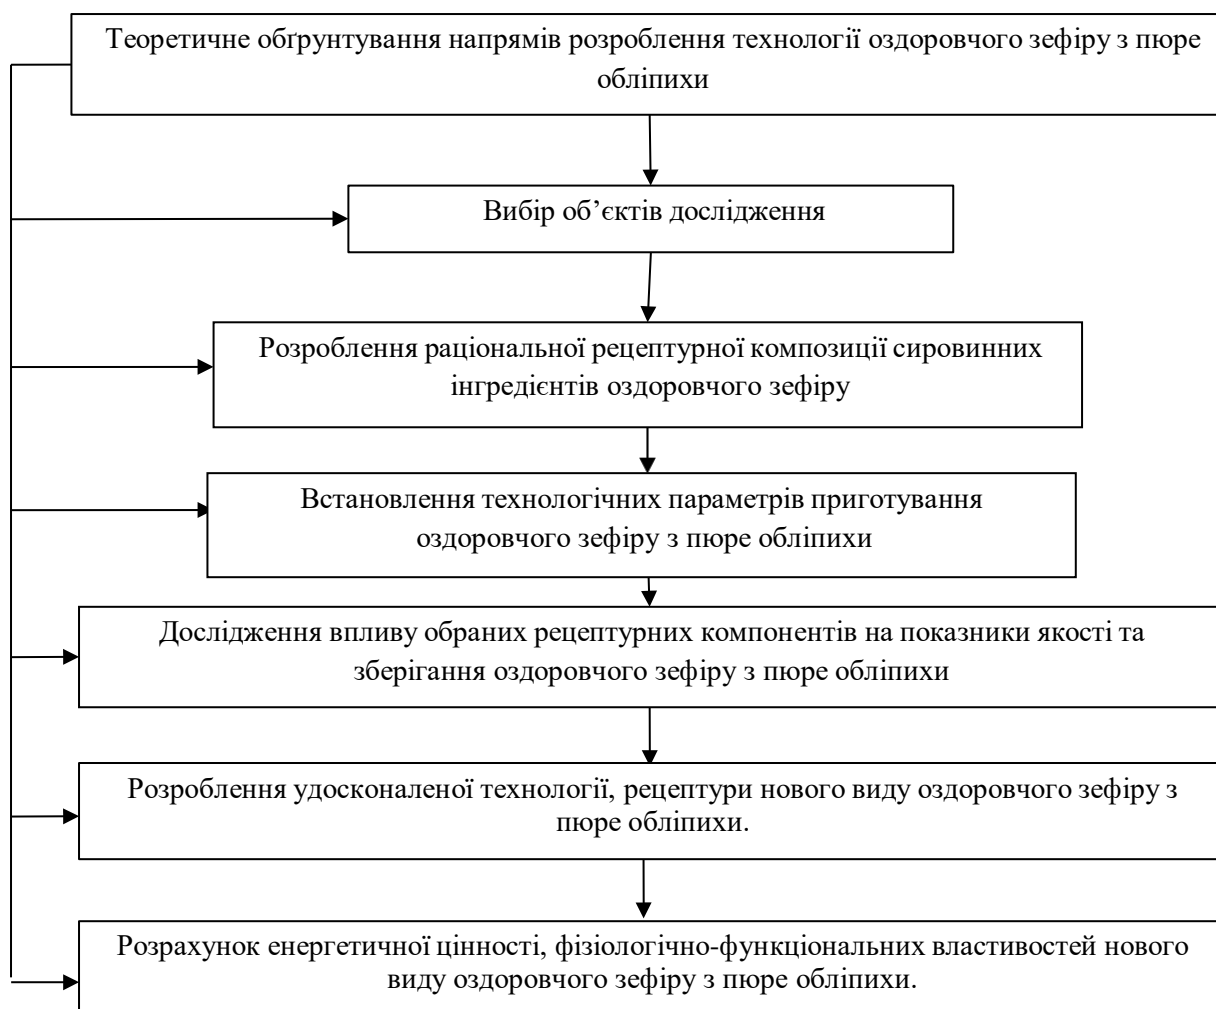 Теоретичне обґрунтування напрямів розроблення технології оздоровчого зефіру з пюре
обліпихи
Вибір об’єктів дослідження
Розроблення раціональної рецептурної композиції сировинних
інгредієнтів оздоровчого зефіру
Встановлення технологічних параметрів приготування
оздоровчого зефіру з пюре обліпихи
Дослідження впливу обраних рецептурних компонентів на показники якості та
зберігання оздоровчого зефіру з пюре обліпихи
Розроблення удосконаленої технології, рецептури нового виду оздоровчого зефіру з
пюре обліпихи.
Розрахунок енергетичної цінності, фізіологічно-функціональних властивостей нового
виду оздоровчого зефіру з пюре обліпихи.